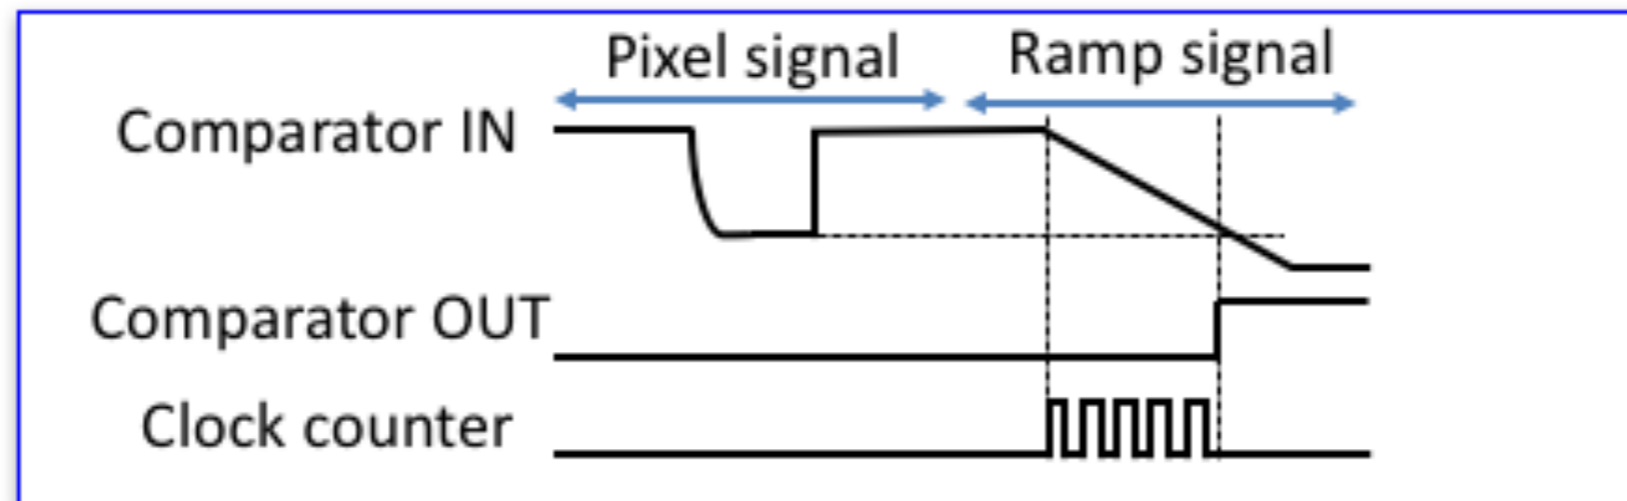 Pixel signal
Ramp signal
Comparator IN
Comparator OUT
Clock counter